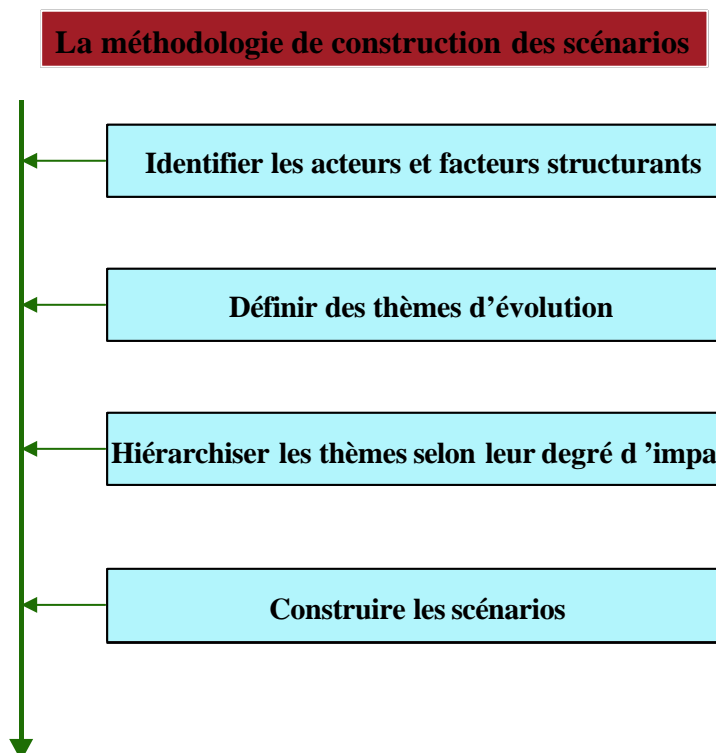 La méthodologie de construction des scénarios
Identifier les acteurs et facteurs structurants
Définir des thèmes d’évolution
Hiérarchiser les thèmes selon leur degré d ’impa
Construire les scénarios